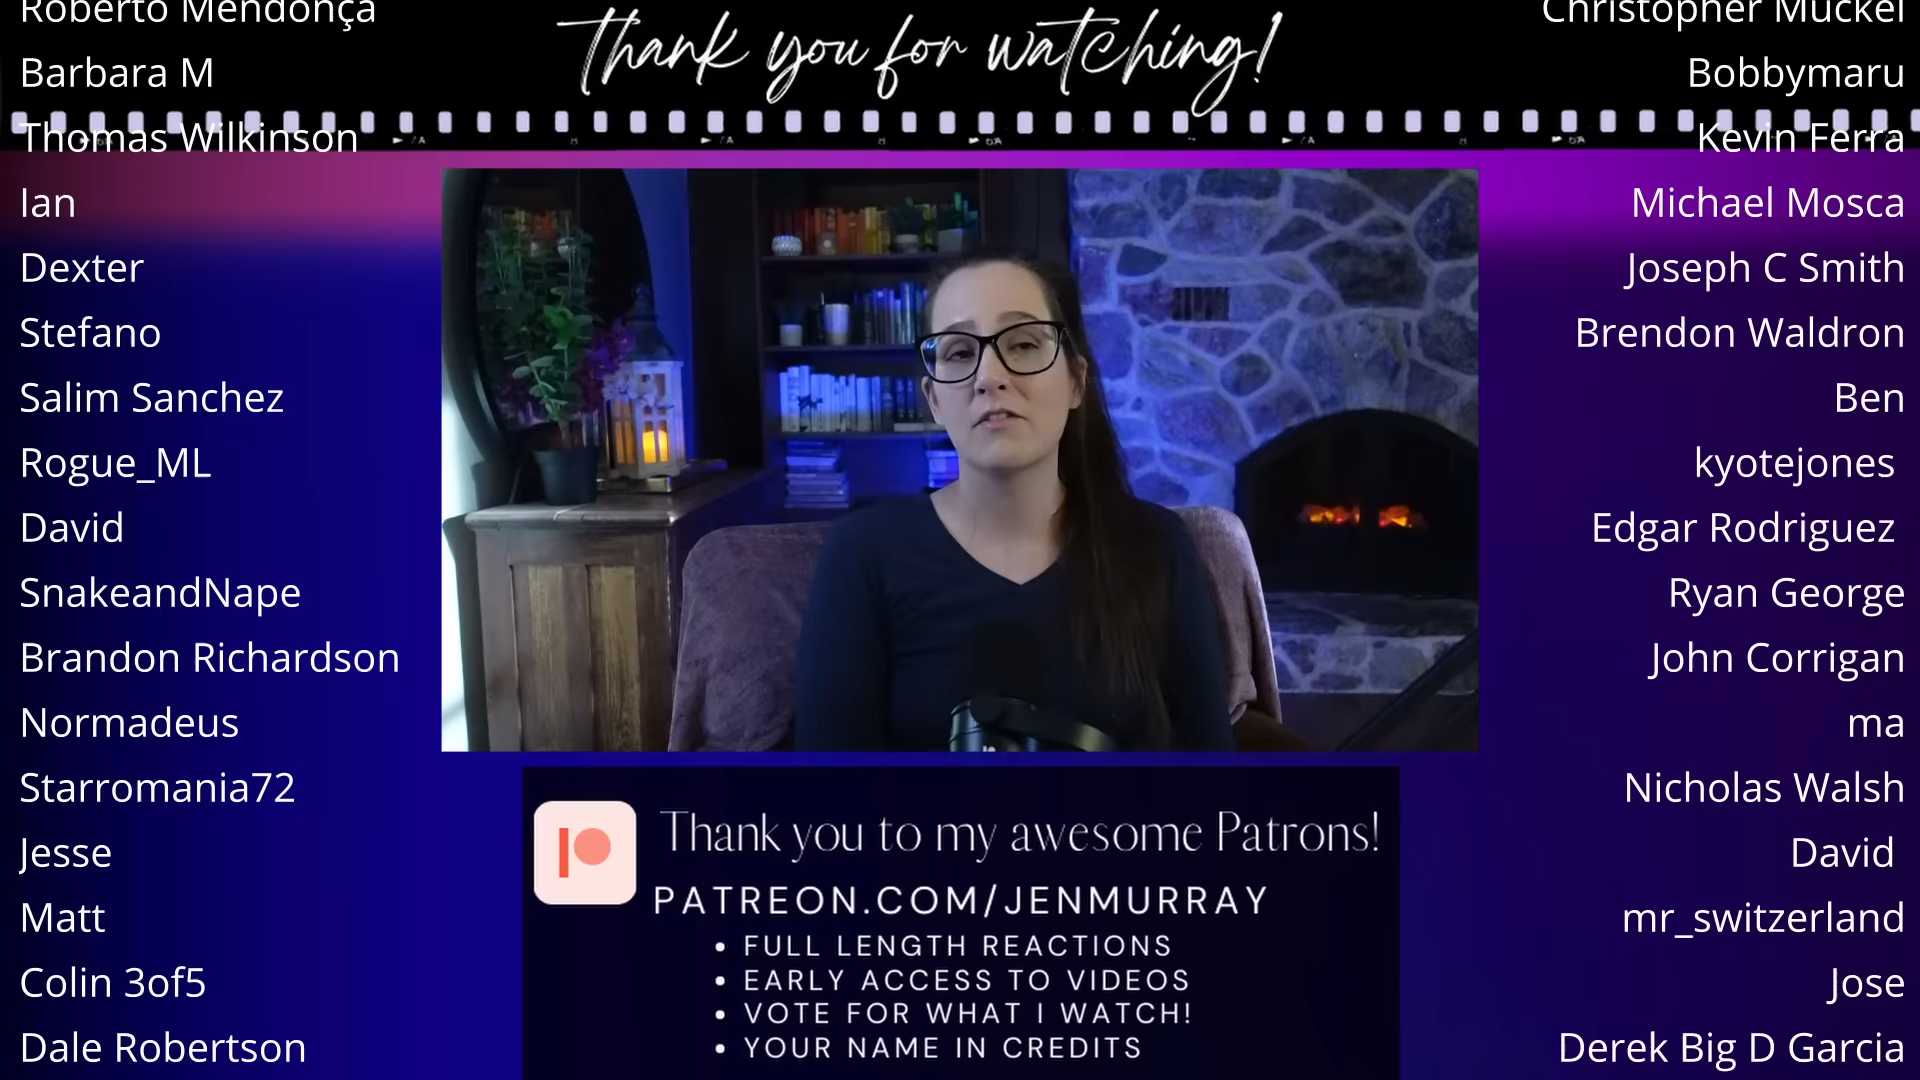 Thank you for watching!
Roberto Mendonça
Barbara M
Thomas Wilkinson
Ian
Dexter
Stefano
Salim Sanchez
Rogue_ML
David
SnakeandNape
Brandon Richardson
Normadeus
Starromania72
Jesse
Matt
Colin 3of5
Dale Robertson
Christopher Muckel
Bobbymaru
Kevin Ferra
Michael Mosca
Joseph C Smith
Brendon Waldron
Ben
kyotejones
Edgar Rodriguez
Ryan George
John Corrigan
ma
Nicholas Walsh
David
mr_switzerland
Jose
Derek Big D Garcia
Thank you to my awesome Patrons!
PATREON.COM/JENMURRAY
• FULL LENGTH REACTIONS
• EARLY ACCESS TO VIDEOS
• VOTE FOR WHAT I WATCH!
• YOUR NAME IN CREDITS